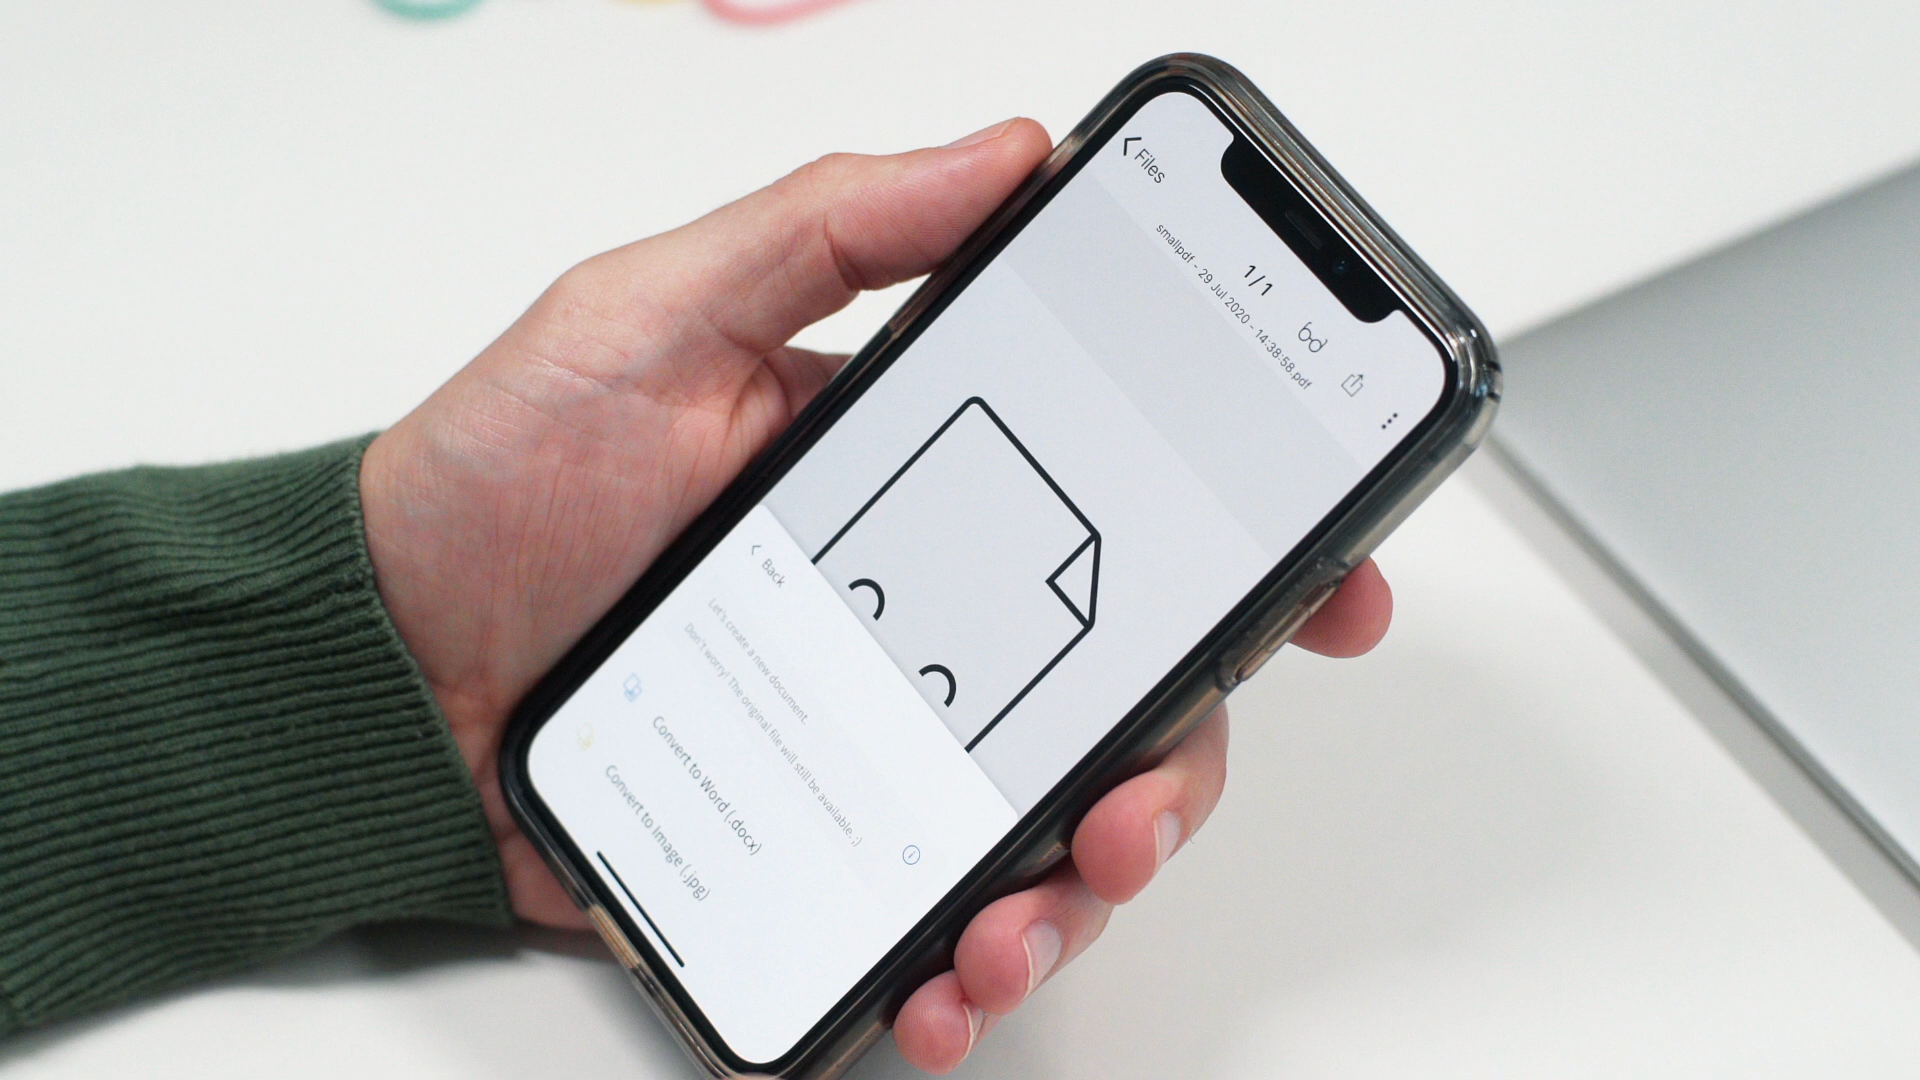 Files
1/1
smallpdf - 29 Jul 2020 - 14:38:58.pdf
Back
Let's create a new document.
Don't worry! The original file will still be available. ;)
Convert to Word (.docx)
Convert to Image (.jpg)